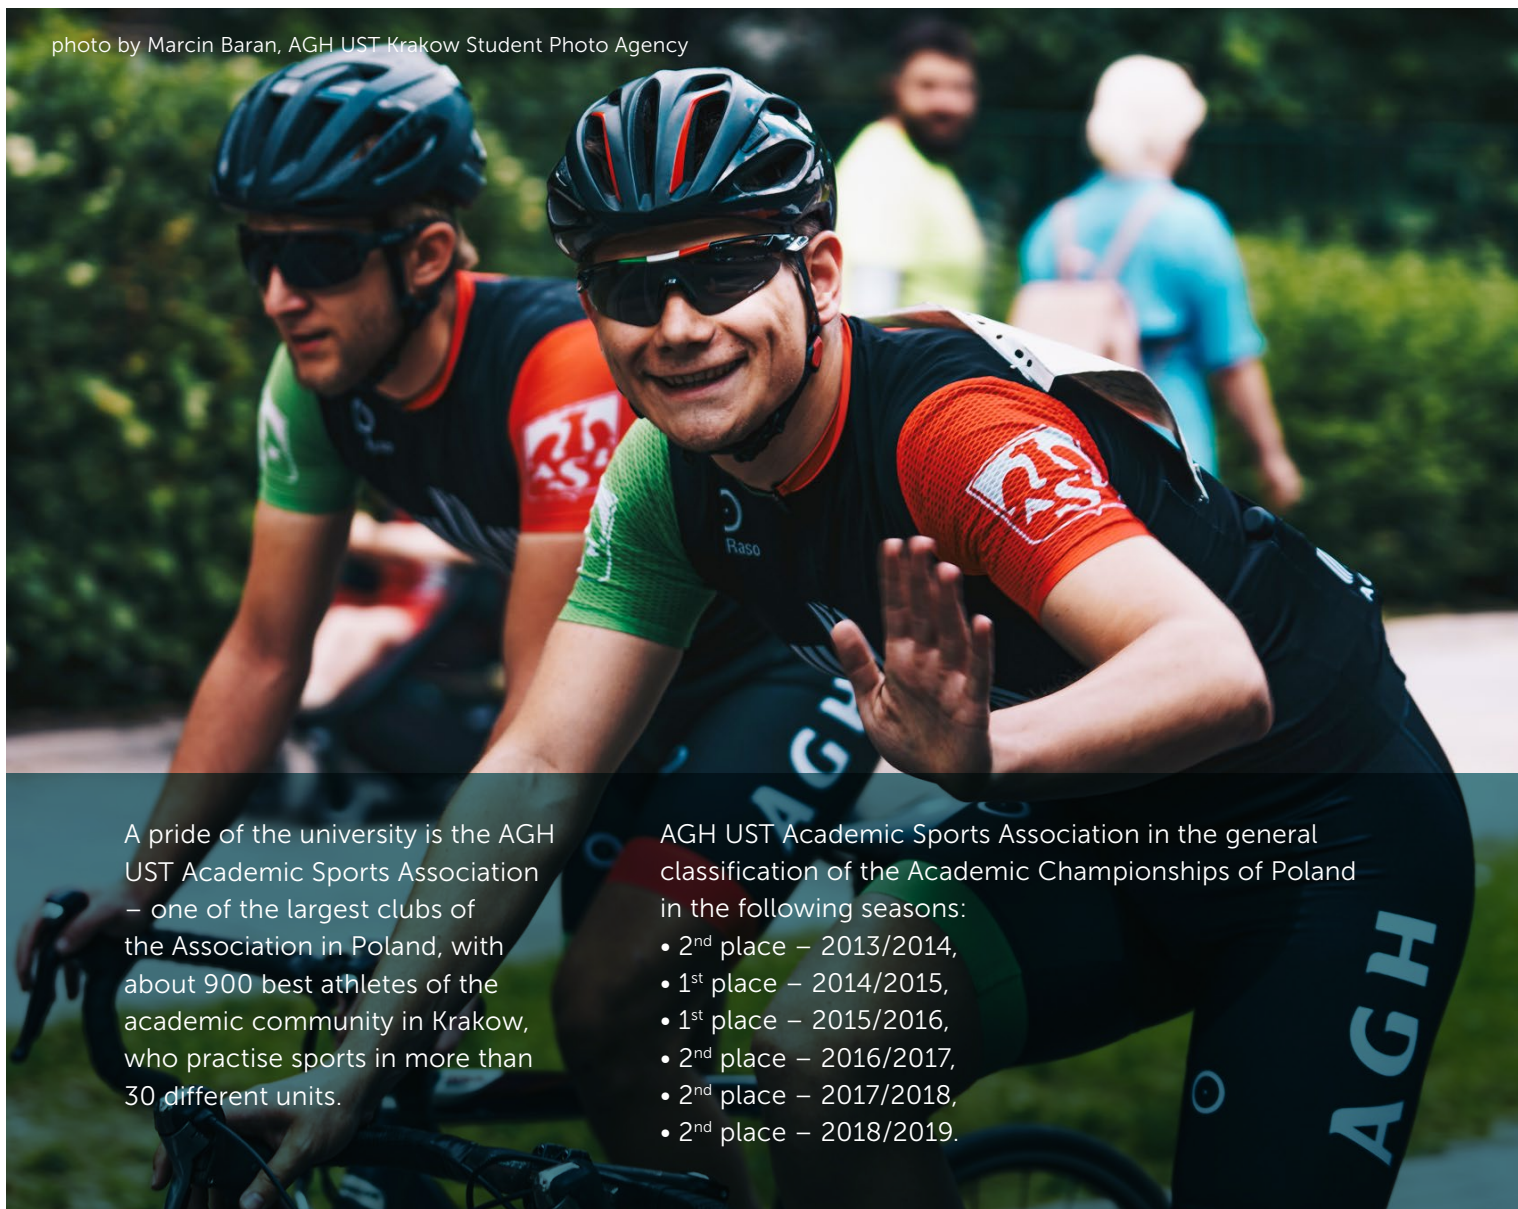 photo by Marcin Baran, AGH UST Krakow Student Photo Agency
AZS
AZS
Raso
AGH
A pride of the university is the AGH
UST Academic Sports Association
– one of the largest clubs of
the Association in Poland, with
about 900 best athletes of the
academic community in Krakow,
who practise sports in more than
30 different units.
AGH UST Academic Sports Association in the general
classification of the Academic Championships of Poland
in the following seasons:
• 2nd place – 2013/2014,
• 1st place – 2014/2015,
• 1st place – 2015/2016,
• 2nd place – 2016/2017,
• 2nd place – 2017/2018,
• 2nd place – 2018/2019.
AGH